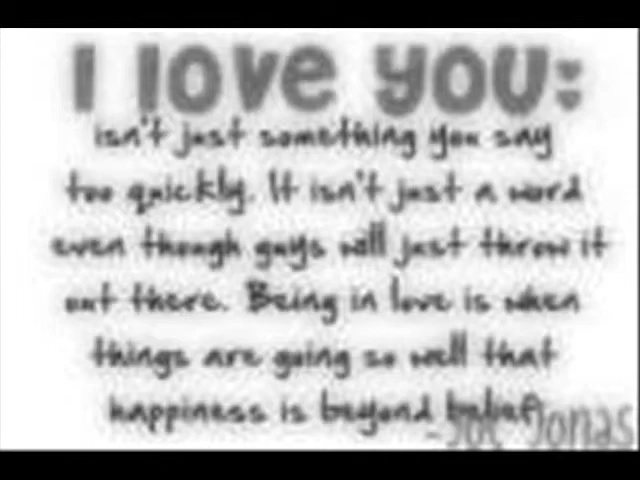 I love you:
isn't just something you say
too quickly. It isn't just a word
even though guys will just throw it
out there. Being in love is when
things are going so well that
happiness is beyond belief
-Joe Jonas